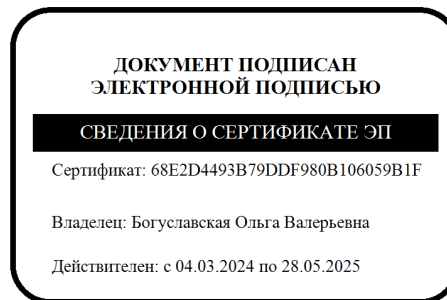 ДОКУМЕНТ ПОДПИСАН
ЭЛЕКТРОННОЙ ПОДПИСЬЮ
СВЕДЕНИЯ О СЕРТИФИКАТЕ ЭП
Сертификат: 68E2D4493B79DDF980B106059B1F
Владелец: Богуславская Ольга Валерьевна
Действителен: с 04.03.2024 по 28.05.2025